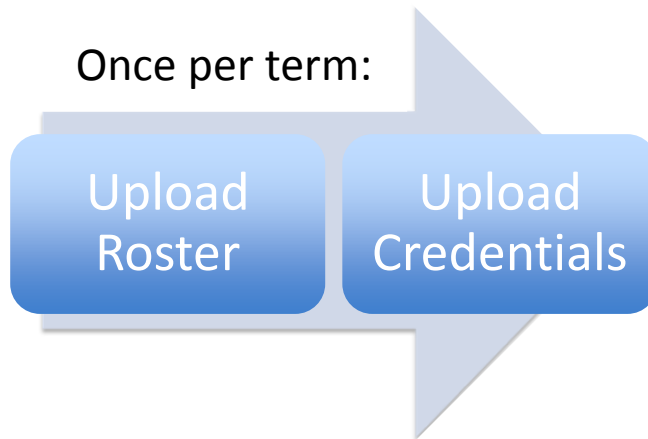 Once per term:
Upload
Roster
Upload
Credentials